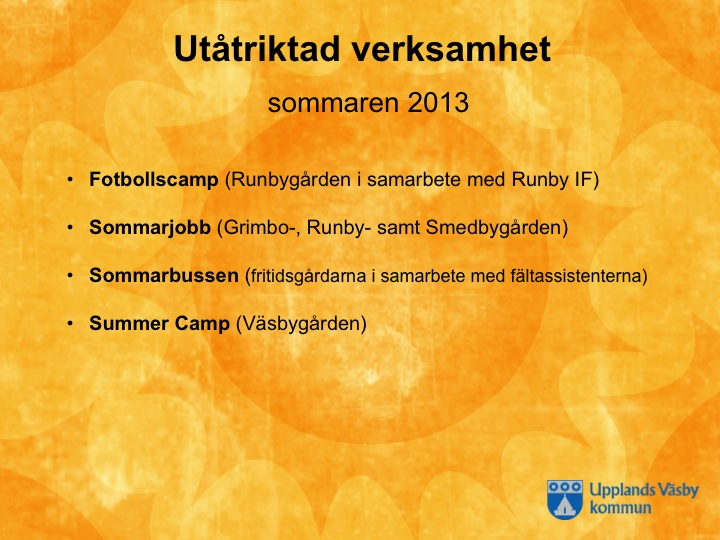 Utåtriktad verksamhet
sommaren 2013
• Fotbollscamp (Runbygården i samarbete med Runby IF)
• Sommarjobb (Grimbo-, Runby- samt Smedbygården)
• Sommarbussen (fritidsgårdarna i samarbete med fältassistenterna)
• Summer Camp (Väsbygården)
Upplands Väsby
kommun